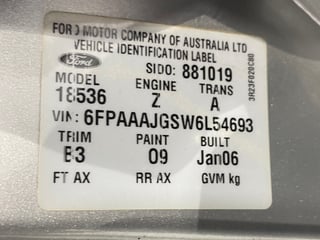 FORD MOTOR COMPANY OF AUSTRALIA LTD
VEHICLE IDENTIFICATION LABEL
Ford
SIDO: 881019
MODEL ENGINE TRANS
18536 Z A
VIN: 6FPAAAJGSW6L54693
TRIM PAINT BUILT
B3 09 Jan06
FT AX RR AX GVM kg
3R23F020C80